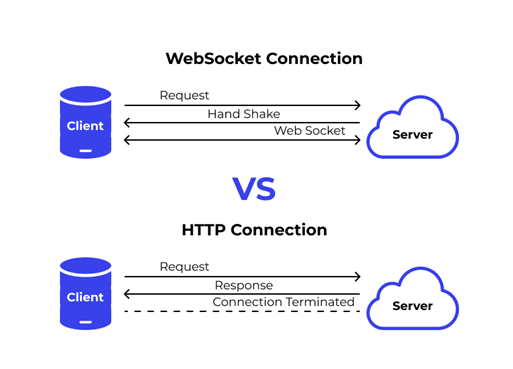 WebSocket Connection
Request
Hand Shake
Web Socket
Client
Server
VS
HTTP Connection
Request
Response
Connection Terminated
Client
Server